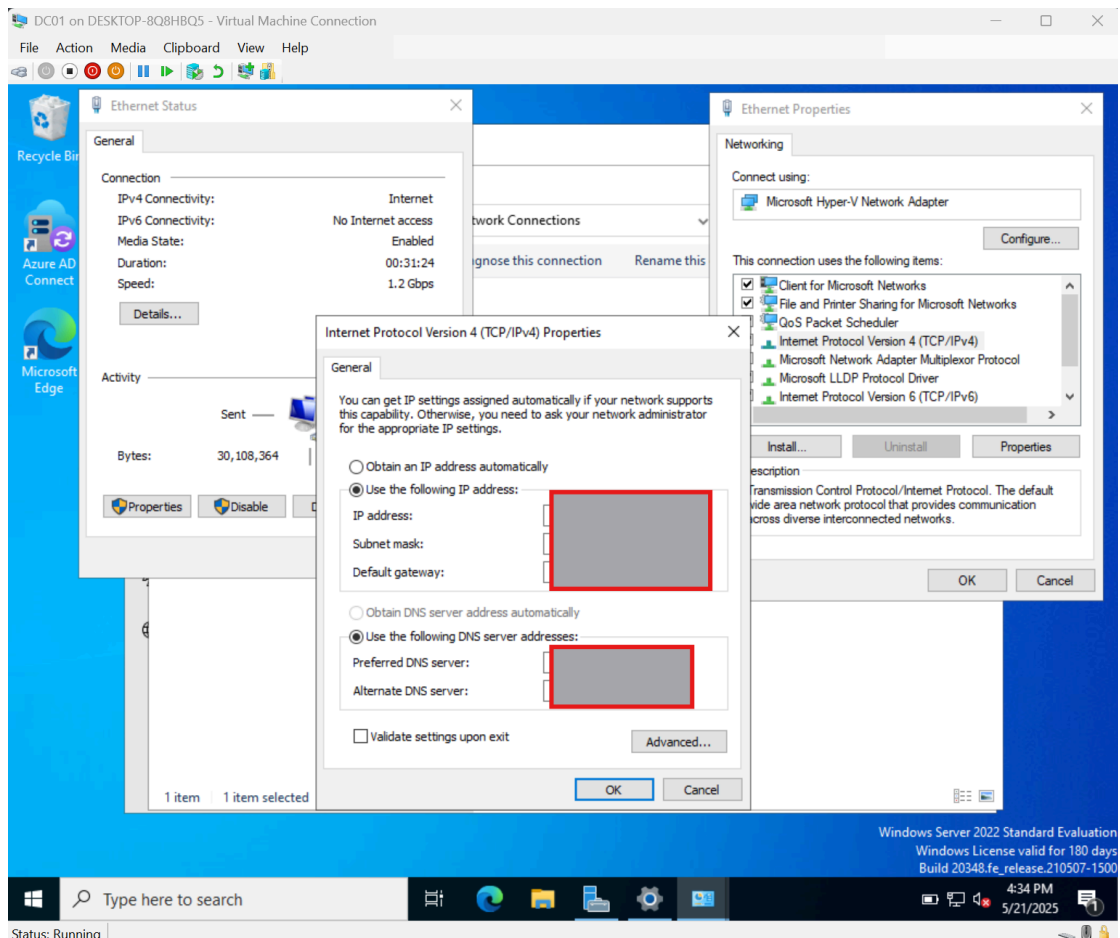 DC01 on DESKTOP-8Q8HBQ5 - Virtual Machine Connection
File Action Media Clipboard View Help
Recycle Bin
Azure AD
Connect
Microsoft
Edge
Ethernet Status
General
Connection
IPv4 Connectivity: Internet
IPv6 Connectivity: No Internet access
Media State: Enabled
Duration: 00:31:24
Speed: 1.2 Gbps
Details...
Activity
Sent
Bytes: 30,108,364
Properties
Disable
Connections
this connection
Rename this
1 item
1 item selected
Internet Protocol Version 4 (TCP/IPv4) Properties
General
You can get IP settings assigned automatically if your network supports
this capability. Otherwise, you need to ask your network administrator
for the appropriate IP settings.
Obtain an IP address automatically
Use the following IP address:
IP address:
Subnet mask:
Default gateway:
Obtain DNS server address automatically
Use the following DNS server addresses:
Preferred DNS server:
Alternate DNS server:
Validate settings upon exit
Advanced...
OK Cancel
Ethernet Properties
Networking
Connect using:
Microsoft Hyper-V Network Adapter
Configure...
This connection uses the following items:
Client for Microsoft Networks
File and Printer Sharing for Microsoft Networks
QoS Packet Scheduler
Internet Protocol Version 4 (TCP/IPv4)
Microsoft Network Adapter Multiplexor Protocol
Microsoft LLDP Protocol Driver
Internet Protocol Version 6 (TCP/IPv6)
Install... Uninstall Properties
Transmission Control Protocol/Internet Protocol. The default
wide area network protocol that provides communication
across diverse interconnected networks.
OK Cancel
Windows Server 2022 Standard Evaluation
Windows License valid for 180 days
Build 20348.fe_release.210507-1500
Type here to search
4:34 PM
5/21/2025
1
Status: Running